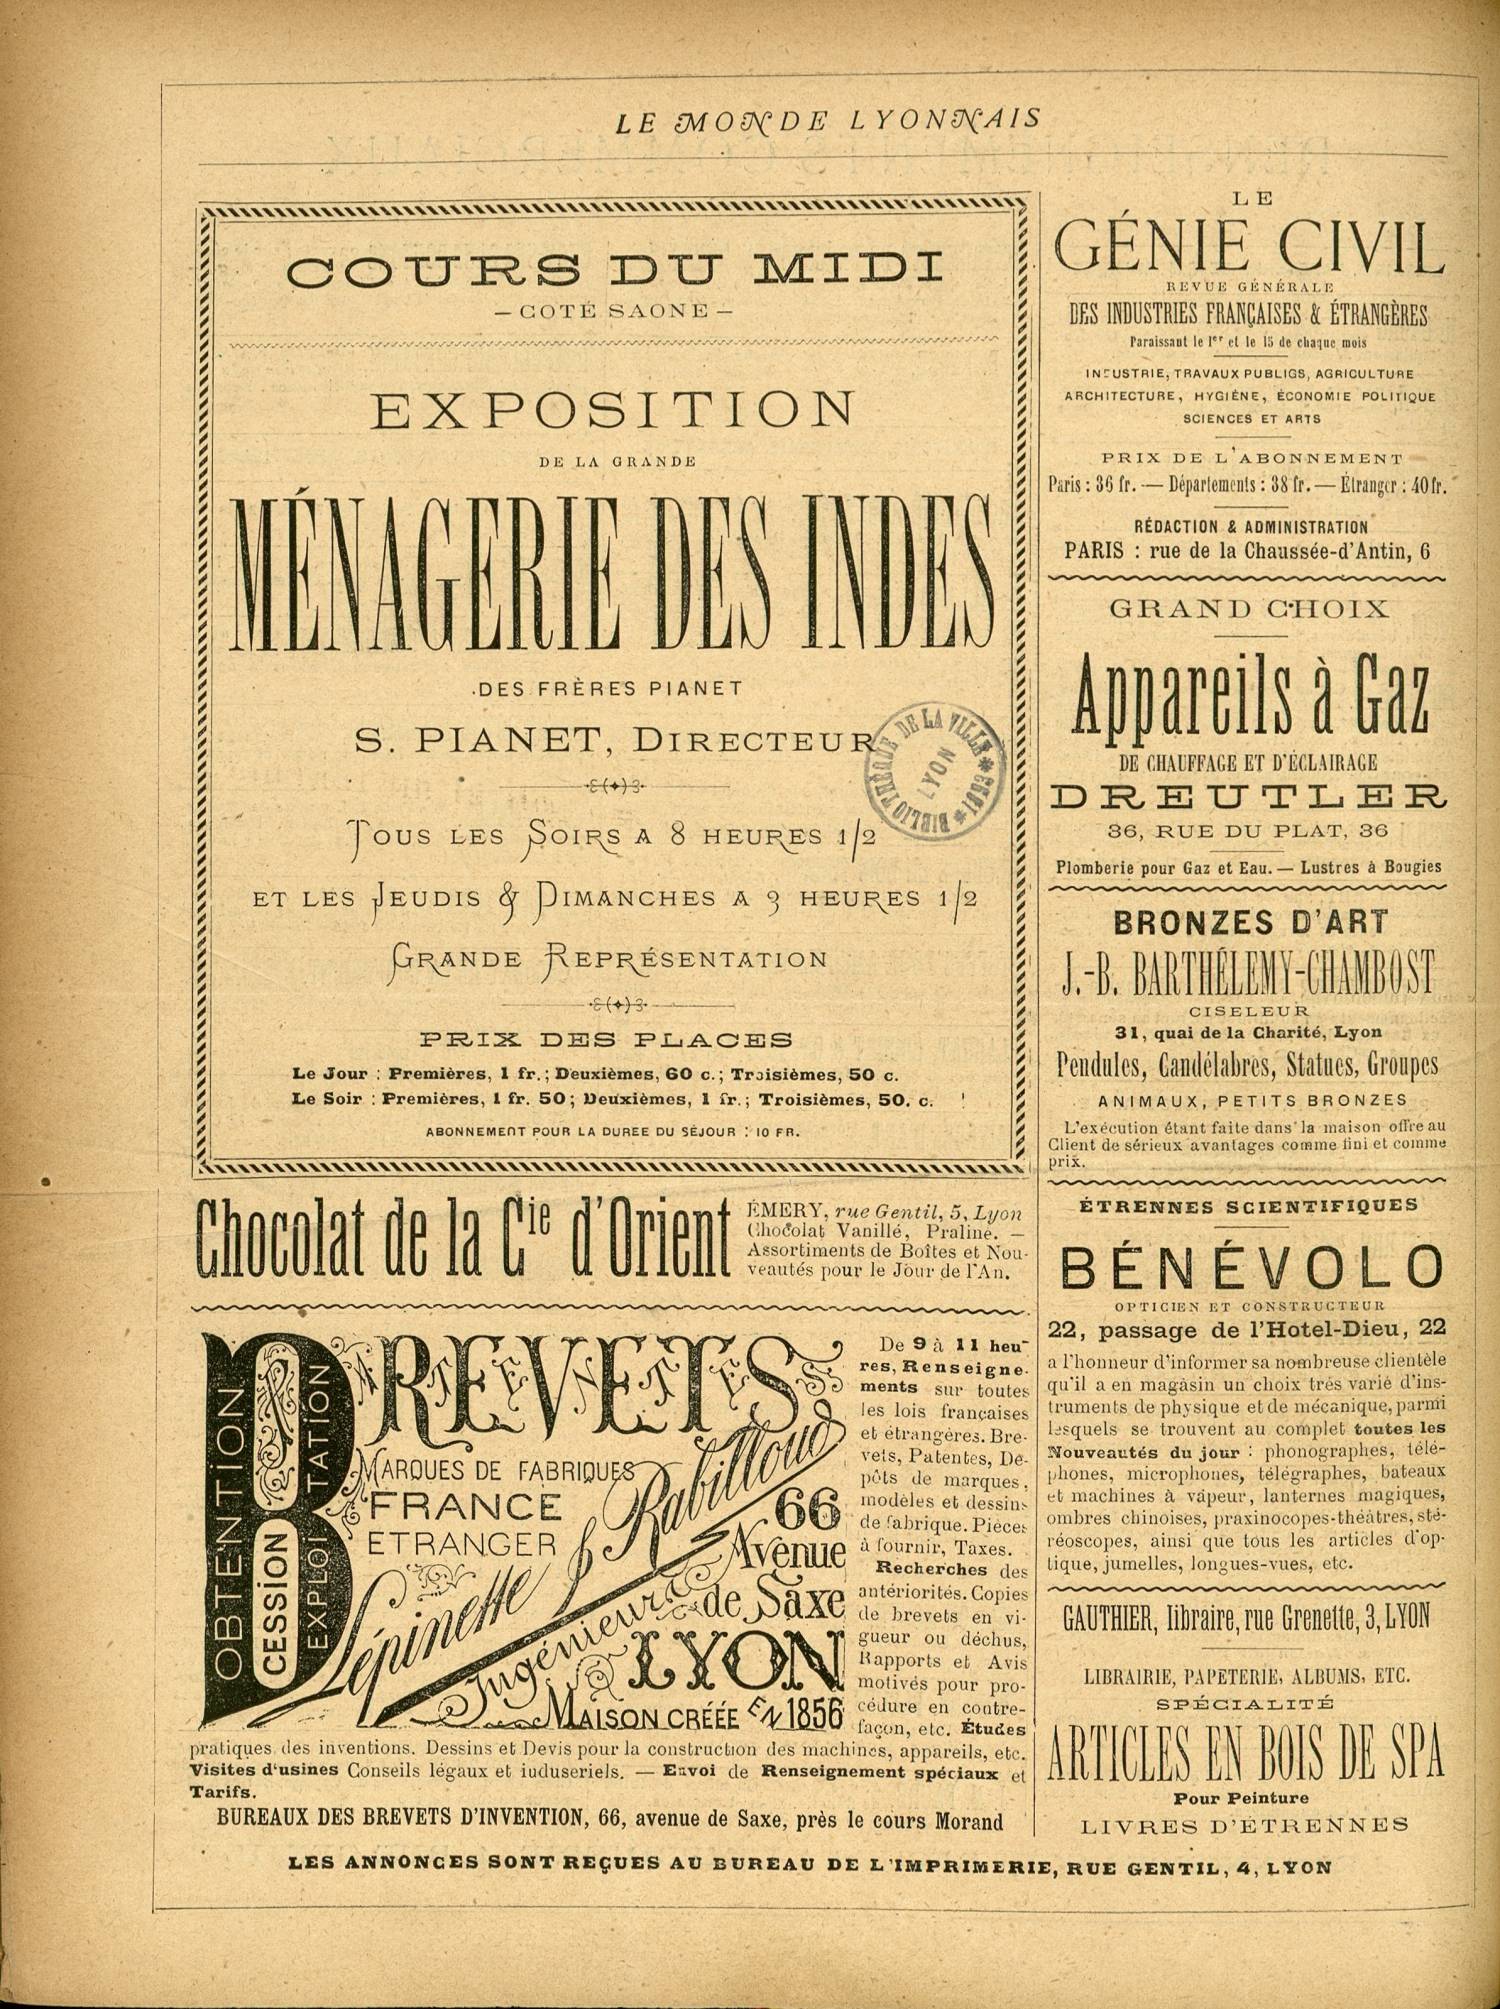 LE MONDE LYONNAIS
COURS DU MIDI
— COTÉ SAONE —
EXPOSITION
DE LA GRANDE
MÉNAGERIE DES INDES
DES FRÈRES PIANET
S. PIANET, DIRECTEUR
BIBLIOTHÈQUE DE LA VILLE * 1893 *
LYON
TOUS LES SOIRS A 8 HEURES 1/2
ET LES JEUDIS & DIMANCHES A 3 HEURES 1/2
GRANDE REPRÉSENTATION
PRIX DES PLACES
Le Jour : Premières, 1 fr.; Deuxièmes, 60 c.; Troisièmes, 50 c.
Le Soir : Premières, 1 fr. 50; Deuxièmes, 1 fr.; Troisièmes, 50. c. !
ABONNEMENT POUR LA DUREE DU SÉJOUR : 10 FR.
Chocolat de la Cie d'Orient
ÉMERY, rue Gentil, 5, Lyon
Chocolat Vanillé, Praline. —
Assortiments de Boîtes et Nou-
veautés pour le Jour de l'An.
BREVETS
PATENTES
OBTENTION
CESSION
EXPLOITATION
MARQUES DE FABRIQUES
FRANCE
ETRANGER
Lépinette & Rabilloud
Ingénieurs
66
Avenue
de Saxe
LYON
MAISON CRÉÉE EN 1856
De 9 à 11 heu-
res, Renseigne-
ments sur toutes
les lois françaises
et étrangères. Bre-
vets, Patentes, Dé-
pôts de marques,
modèles et dessins
de fabrique. Pièces
à fournir, Taxes.
Recherches des
antériorités. Copies
de brevets en vi-
gueur ou déchus,
Rapports et Avis
motivés pour pro-
cédure en contre-
façon, etc. Études
pratiques des inventions. Dessins et Devis pour la construction des machines, appareils, etc.
Visites d'usines Conseils légaux et iuduseriels. — Envoi de Renseignement spéciaux et
Tarifs.
BUREAUX DES BREVETS D'INVENTION, 66, avenue de Saxe, près le cours Morand
LE
GÉNIE CIVIL
REVUE GÉNÉRALE
DES INDUSTRIES FRANÇAISES & ÉTRANGÈRES
Paraissant le 1er et le 15 de chaque mois
INDUSTRIE, TRAVAUX PUBLIGS, AGRICULTURE
ARCHITECTURE, HYGIÈNE, ÉCONOMIE POLITIQUE
SCIENCES ET ARTS
PRIX DE L'ABONNEMENT
Paris : 36 fr. — Départements : 38 fr. — Étranger : 40 fr.
RÉDACTION & ADMINISTRATION
PARIS : rue de la Chaussée-d'Antin, 6
GRAND CHOIX
Appareils à Gaz
DE CHAUFFAGE ET D'ÉCLAIRAGE
DREUTLER
36, RUE DU PLAT, 36
Plomberie pour Gaz et Eau. — Lustres à Bougies
BRONZES D'ART
J.-B. BARTHÉLEMY-CHAMBOST
CISELEUR
31, quai de la Charité, Lyon
Pendules, Candélabres, Statues, Groupes
ANIMAUX, PETITS BRONZES
L'exécution étant faite dans la maison offre au
Client de sérieux avantages comme fini et comme
prix.
ÉTRENNES SCIENTIFIQUES
BÉNÉVOLO
OPTICIEN ET CONSTRUCTEUR
22, passage de l'Hotel-Dieu, 22
a l'honneur d'informer sa nombreuse clientèle
qu'il a en magasin un choix très varié d'ins-
truments de physique et de mécanique, parmi
lesquels se trouvent au complet toutes les
Nouveautés du jour : phonographes, télé-
phones, microphones, télégraphes, bateaux
et machines à vapeur, lanternes magiques,
ombres chinoises, praxinocopes-théâtres, sté-
réoscopes, ainsi que tous les articles d'op-
tique, jumelles, longues-vues, etc.
GAUTHIER, libraire, rue Grenette, 3, LYON
LIBRAIRIE, PAPETERIE, ALBUMS, ETC.
SPÉCIALITÉ
ARTICLES EN BOIS DE SPA
Pour Peinture
LIVRES D'ÉTRENNES
LES ANNONCES SONT REÇUES AU BUREAU DE L'IMPRIMERIE, RUE GENTIL, 4, LYON